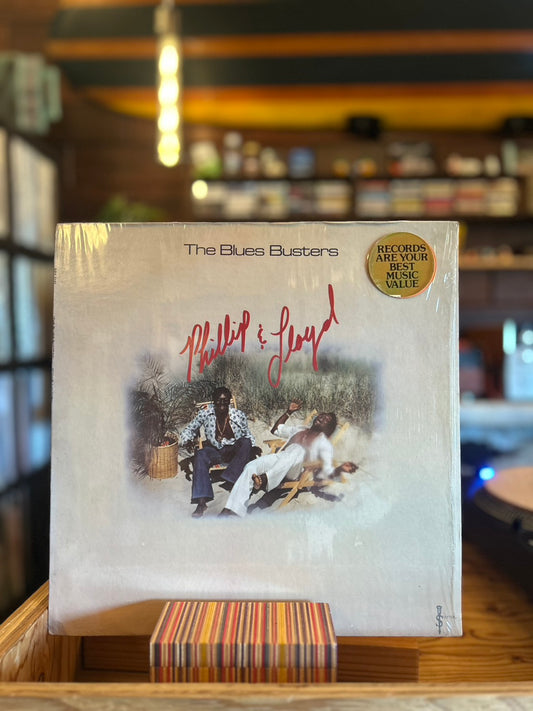 The Blues Busters
RECORDS
ARE YOUR
BEST
MUSIC
VALUE
Phillip & Lloyd